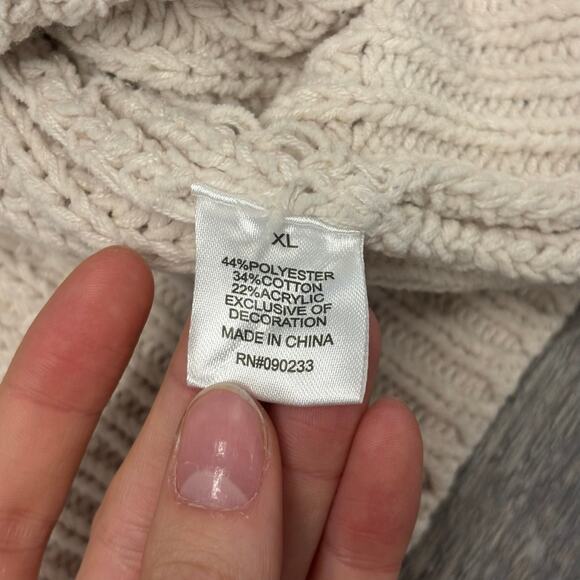 XL
44%POLYESTER
34%COTTON
22%ACRYLIC
EXCLUSIVE OF
DECORATION
MADE IN CHINA
RN#090233